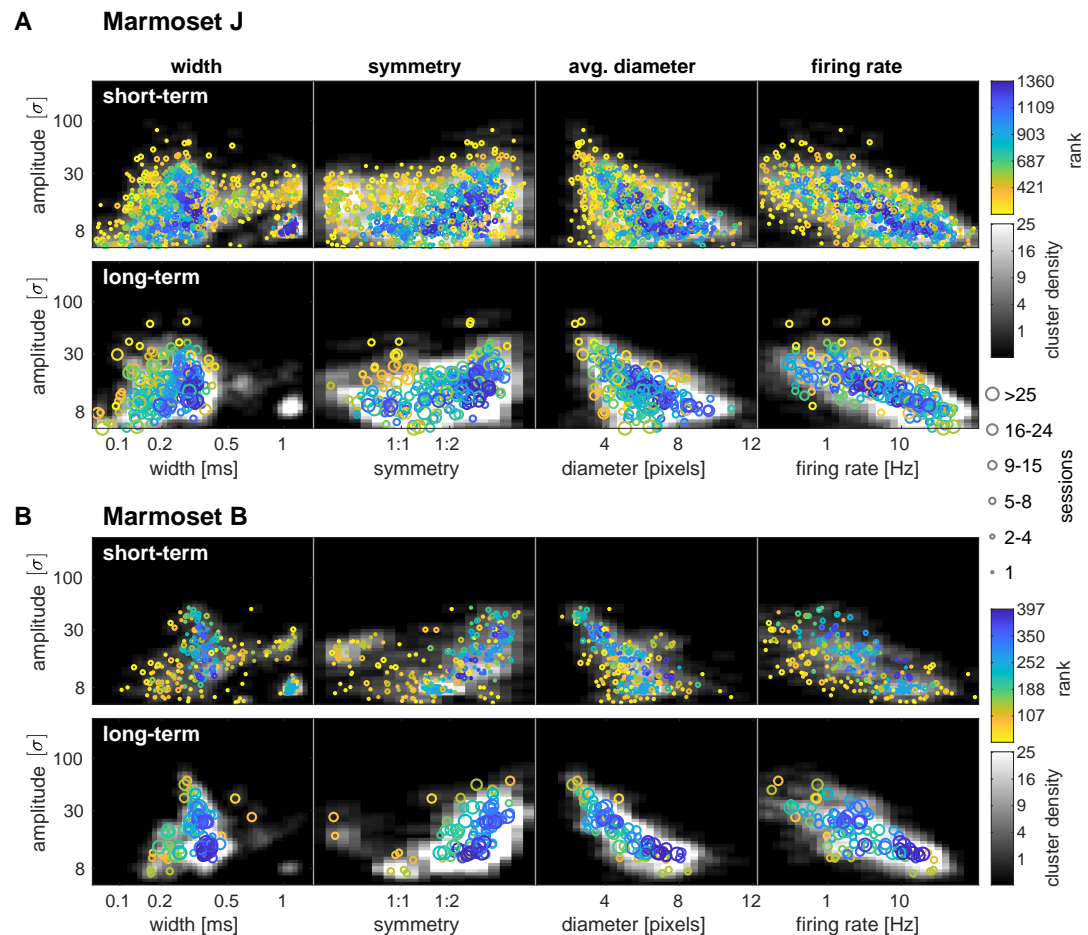 A Marmoset J
width symmetry avg. diameter firing rate
short-term
amplitude [σ]
100
30
8
1360
1109
903
687
421
rank
25
16
9
4
1
cluster density
long-term
amplitude [σ]
100
30
8
0.1 0.2 0.5 1
width [ms]
1:1 1:2
symmetry
4 8 12
diameter [pixels]
1 10
firing rate [Hz]
>25
16-24
9-15
5-8
2-4
1
sessions
B Marmoset B
short-term
amplitude [σ]
100
30
8
397
350
252
188
107
rank
long-term
amplitude [σ]
100
30
8
25
16
9
4
1
cluster density
0.1 0.2 0.5 1
width [ms]
1:1 1:2
symmetry
4 8 12
diameter [pixels]
1 10
firing rate [Hz]